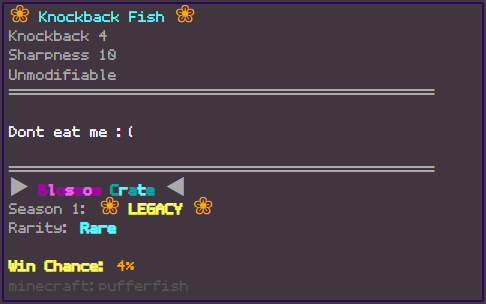 ❀ Knockback Fish ❀
Knockback 4
Sharpness 10
Unmodifiable
Dont eat me :(
▶ Blossom Crate ◀
Season 1: ❀ LEGACY ❀
Rarity: Rare
Win Chance: 4%
minecraft:pufferfish